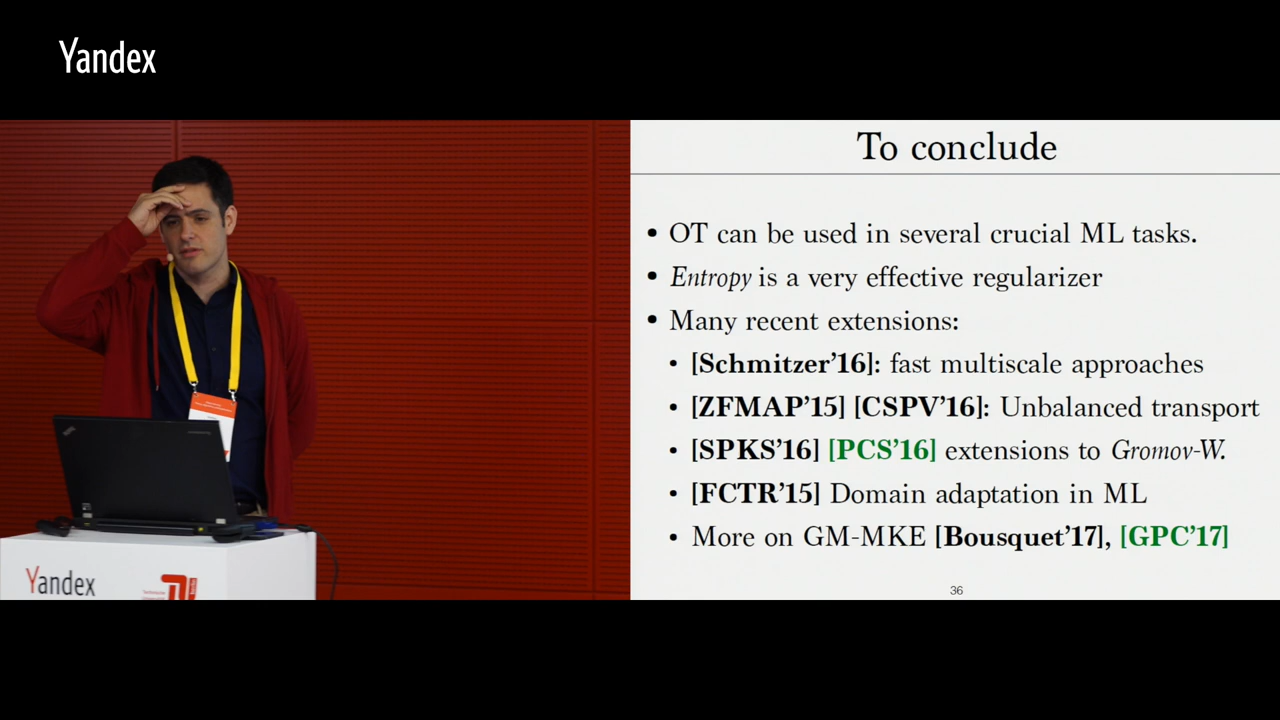 Yandex
To conclude
• OT can be used in several crucial ML tasks.
• Entropy is a very effective regularizer
• Many recent extensions:
• [Schmitzer'16]: fast multiscale approaches
• [ZFMAP'15] [CSPV'16]: Unbalanced transport
• [SPKS'16] [PCS'16] extensions to Gromov-W.
• [FCTR'15] Domain adaptation in ML
• More on GM-MKE [Bousquet'17], [GPC'17]
36
Yandex